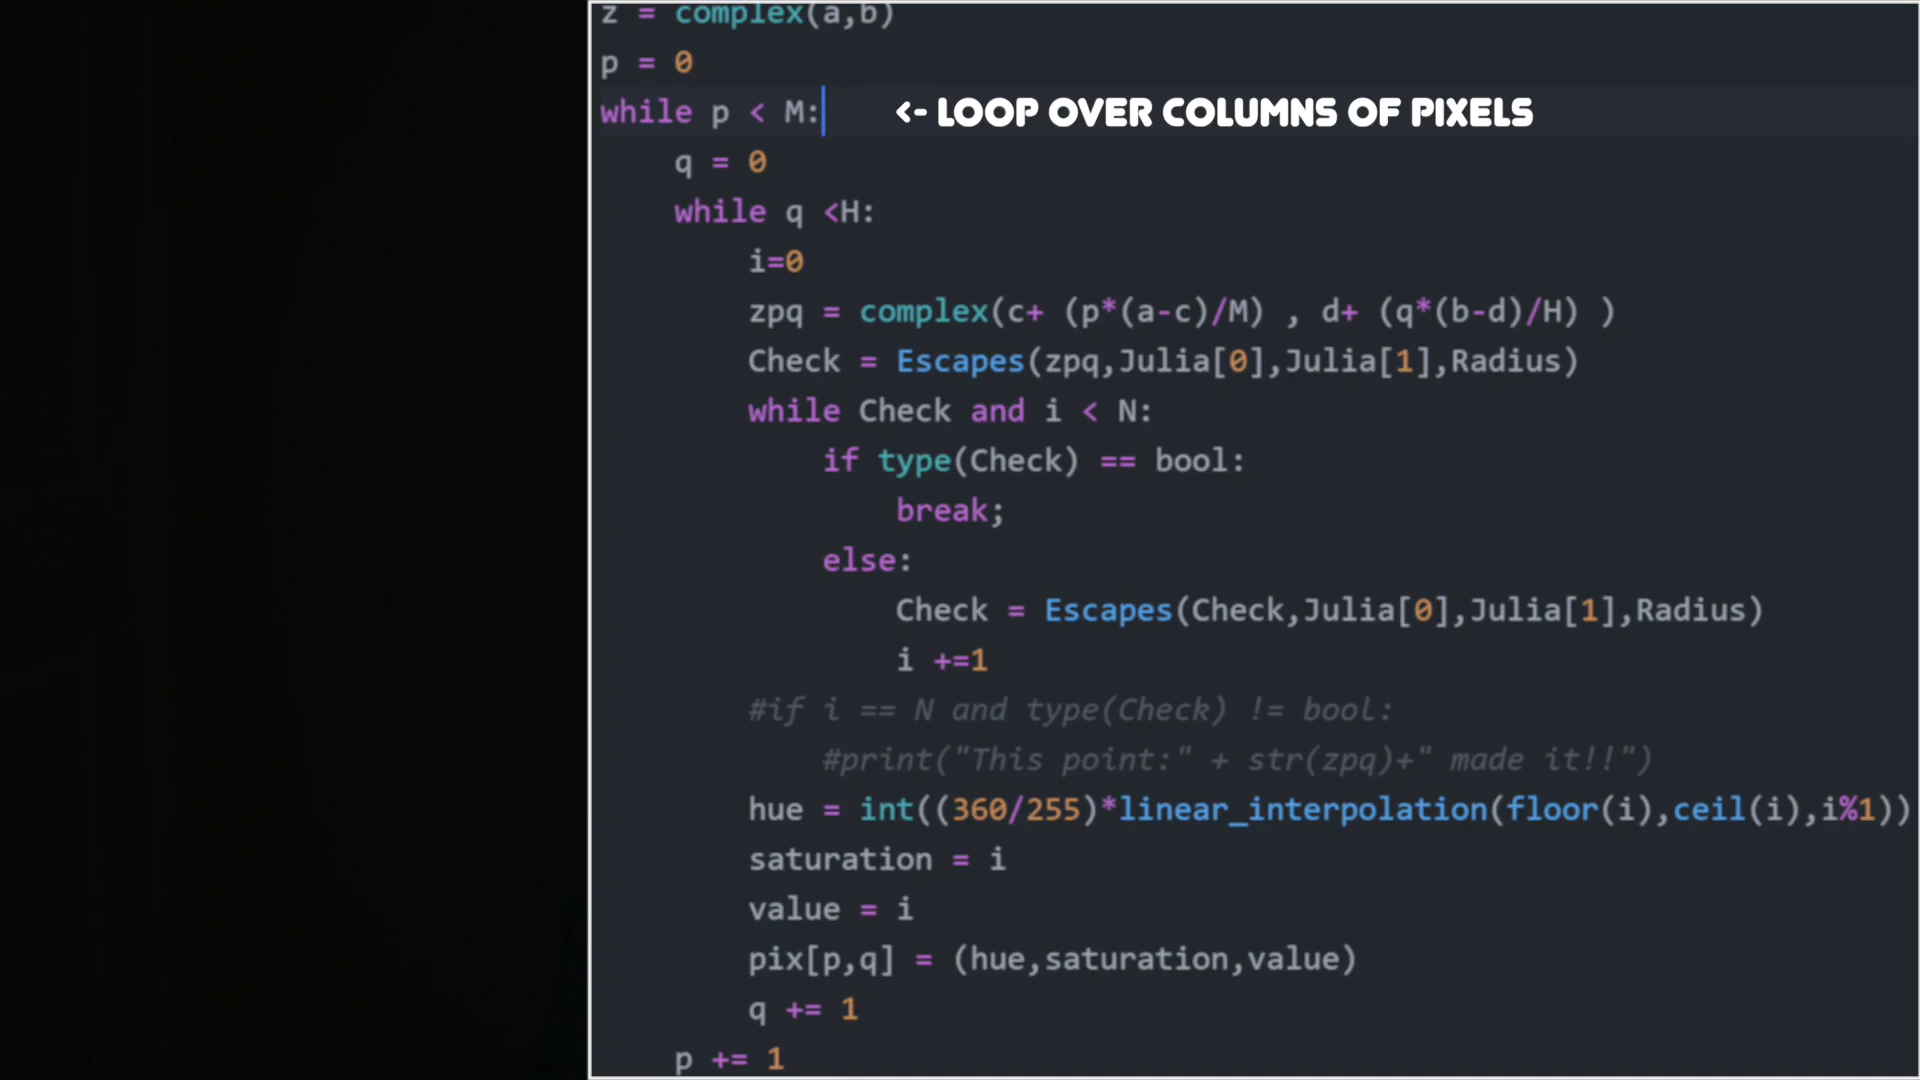 z = complex(a,b)
p = 0
while p < M: <- LOOP OVER COLUMNS OF PIXELS
q = 0
while q <H:
i=0
zpq = complex(c+ (p*(a-c)/M) , d+ (q*(b-d)/H) )
Check = Escapes(zpq,Julia[0],Julia[1],Radius)
while Check and i < N:
if type(Check) == bool:
break;
else:
Check = Escapes(Check,Julia[0],Julia[1],Radius)
i +=1
#if i == N and type(Check) != bool:
#print("This point:" + str(zpq)+" made it!!")
hue = int((360/255)*linear_interpolation(floor(i),ceil(i),i%1))
saturation = i
value = i
pix[p,q] = (hue,saturation,value)
q += 1
p += 1